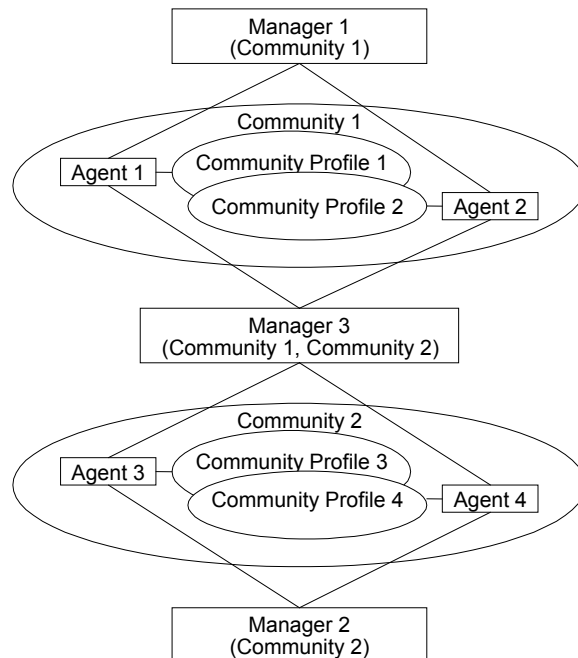 Manager 1
(Community 1)
Community 1
Agent 1
Community Profile 1
Community Profile 2
Agent 2
Manager 3
(Community 1, Community 2)
Community 2
Agent 3
Community Profile 3
Community Profile 4
Agent 4
Manager 2
(Community 2)